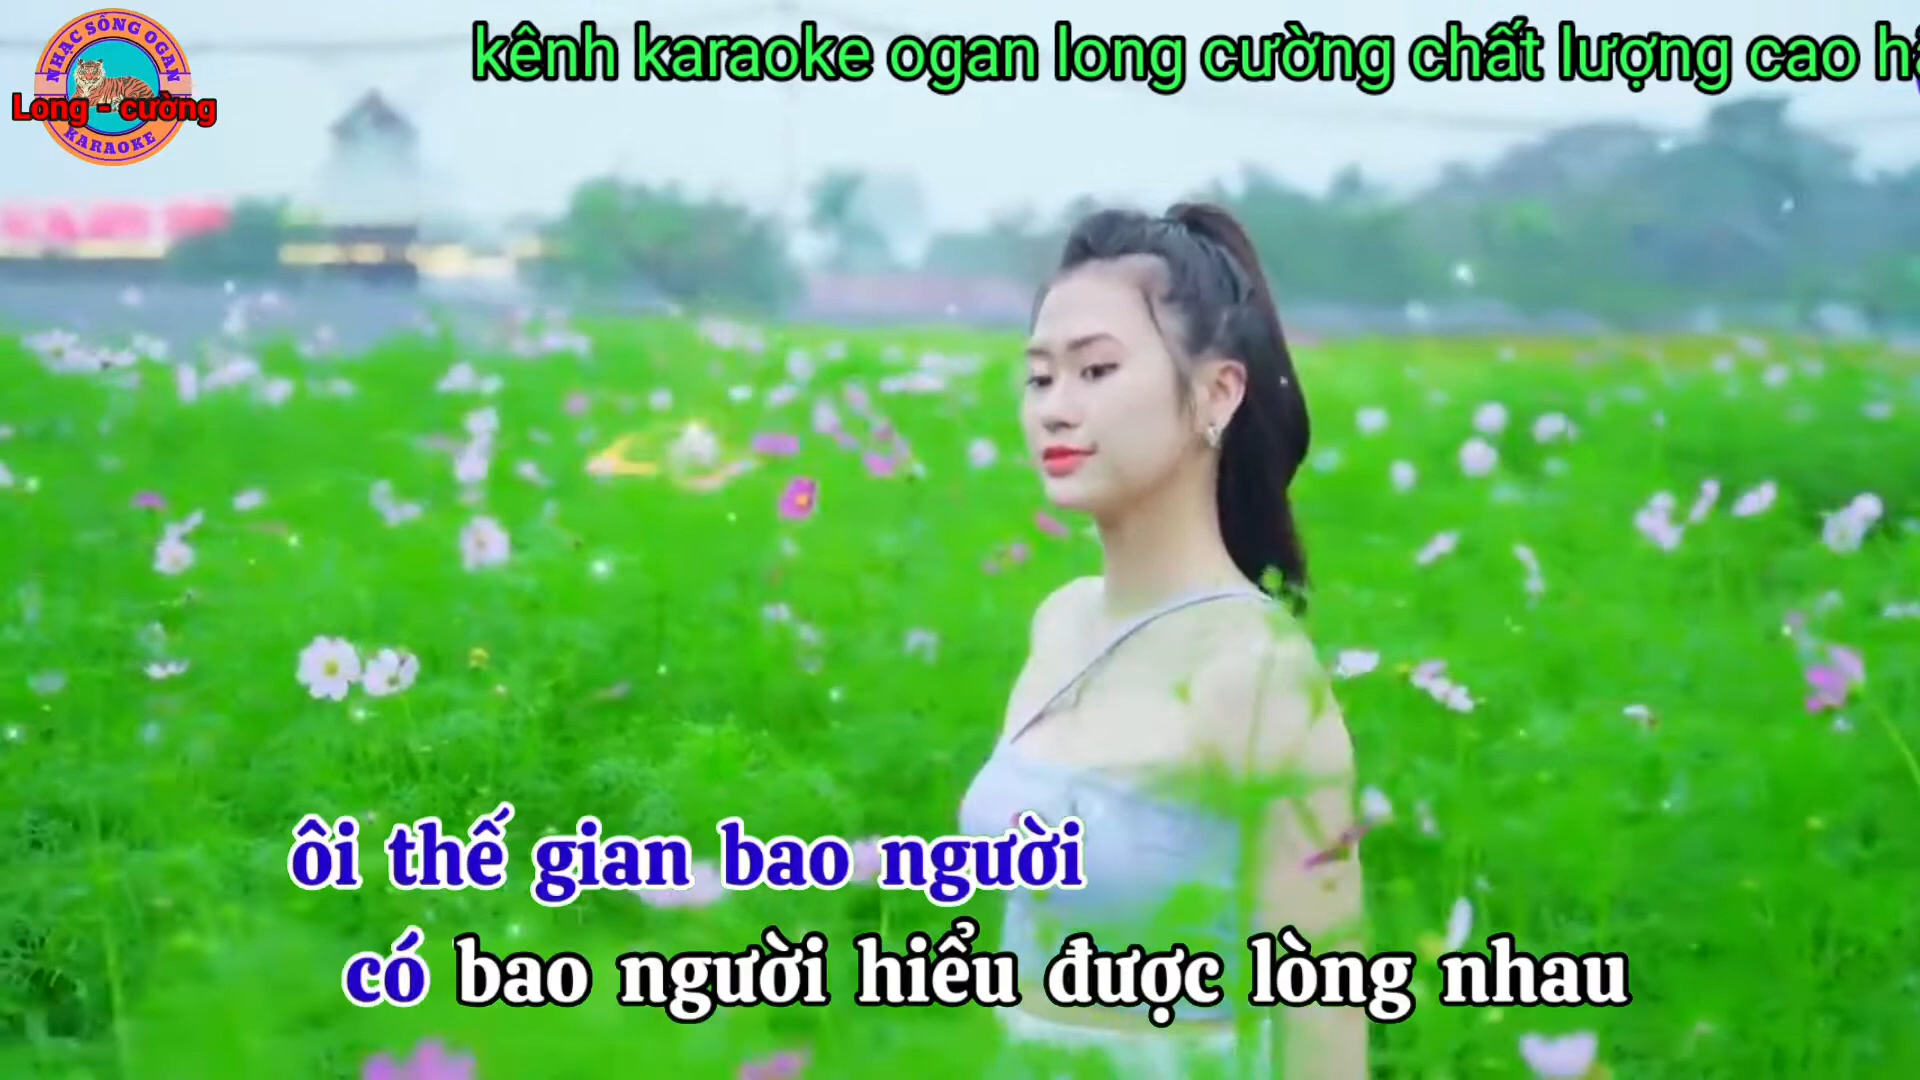 NHẠC SỐNG OGAN
Long - cường
KARAOKE
kênh karaoke ogan long cường chất lượng cao
ôi thế gian bao người
có bao người hiểu được lòng nhau